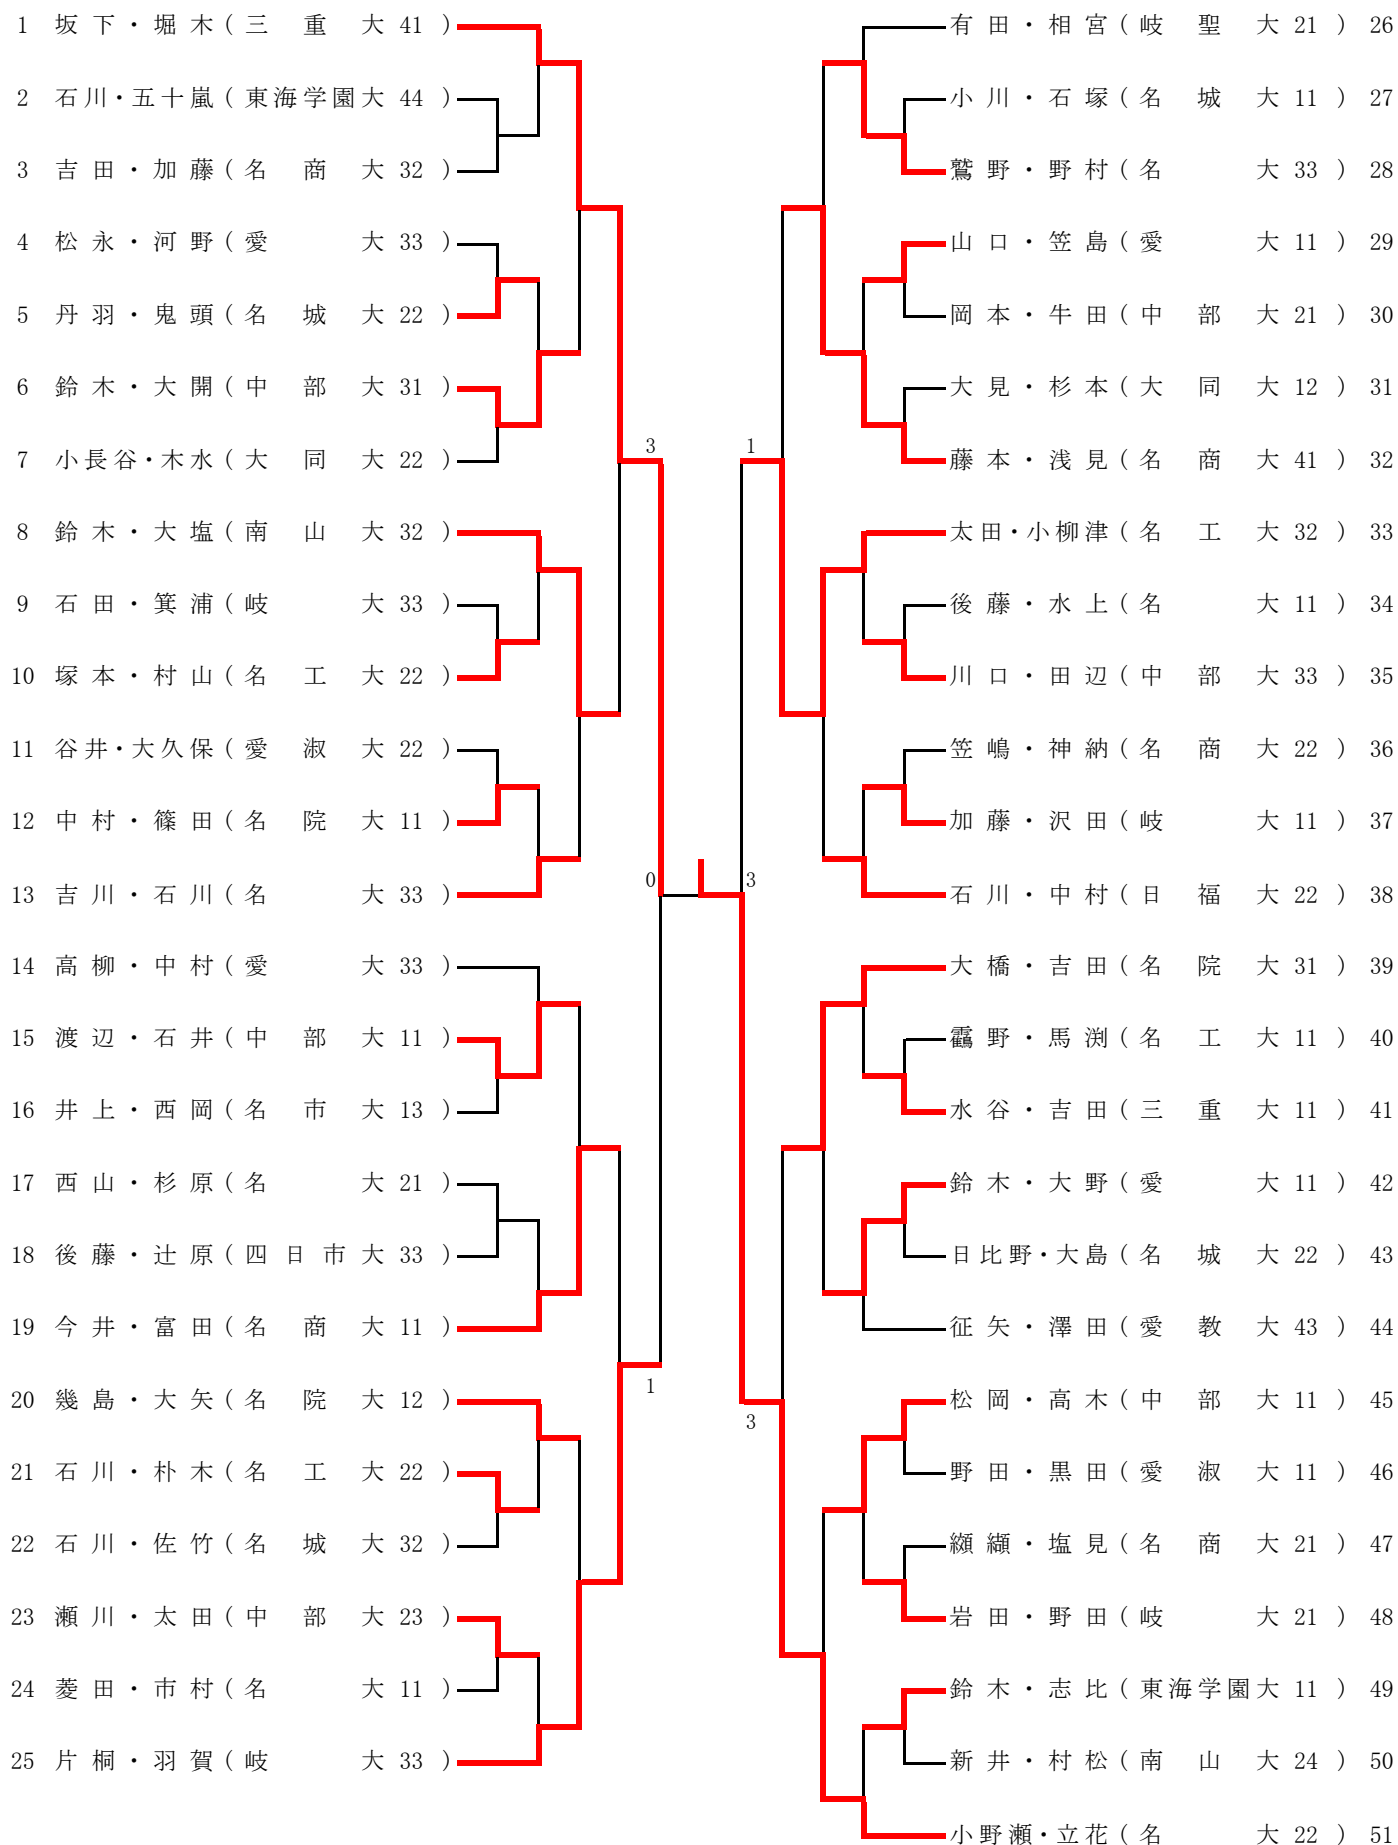 1 坂下・堀木(三重大 41)
2 石川・五十嵐(東海学園大 44)
3 吉田・加藤(名商大 32)
4 松永・河野(愛大 33)
5 丹羽・鬼頭(名城大 22)
6 鈴木・大開(中部大 31)
7 小長谷・木水(大同大 22)
8 鈴木・大塩(南山大 32)
9 石田・箕浦(岐大 33)
10 塚本・村山(名工大 22)
11 谷井・大久保(愛淑大 22)
12 中村・篠田(名院大 11)
13 吉川・石川(名大 33)
14 高柳・中村(愛大 33)
15 渡辺・石井(中部大 11)
16 井上・西岡(名市大 13)
17 西山・杉原(名大 21)
18 後藤・辻原(四日市大 33)
19 今井・富田(名商大 11)
20 幾島・大矢(名院大 12)
21 石川・朴木(名工大 22)
22 石川・佐竹(名城大 32)
23 瀬川・太田(中部大 23)
24 菱田・市村(名大 11)
25 片桐・羽賀(岐大 33)
3
0
1
1
3
3
有田・相宮(岐聖大 21) 26
小川・石塚(名城大 11) 27
鷲野・野村(名大 33) 28
山口・笠島(愛大 11) 29
岡本・牛田(中部大 21) 30
大見・杉本(大同大 12) 31
藤本・浅見(名商大 41) 32
太田・小柳津(名工大 32) 33
後藤・水上(名大 11) 34
川口・田辺(中部大 33) 35
笠嶋・神納(名商大 22) 36
加藤・沢田(岐大 11) 37
石川・中村(日福大 22) 38
大橋・吉田(名院大 31) 39
靍野・馬渕(名工大 11) 40
水谷・吉田(三重大 11) 41
鈴木・大野(愛大 11) 42
日比野・大島(名城大 22) 43
征矢・澤田(愛教大 43) 44
松岡・高木(中部大 11) 45
野田・黒田(愛淑大 11) 46
纐纈・塩見(名商大 21) 47
岩田・野田(岐大 21) 48
鈴木・志比(東海学園大 11) 49
新井・村松(南山大 24) 50
小野瀬・立花(名大 22) 51